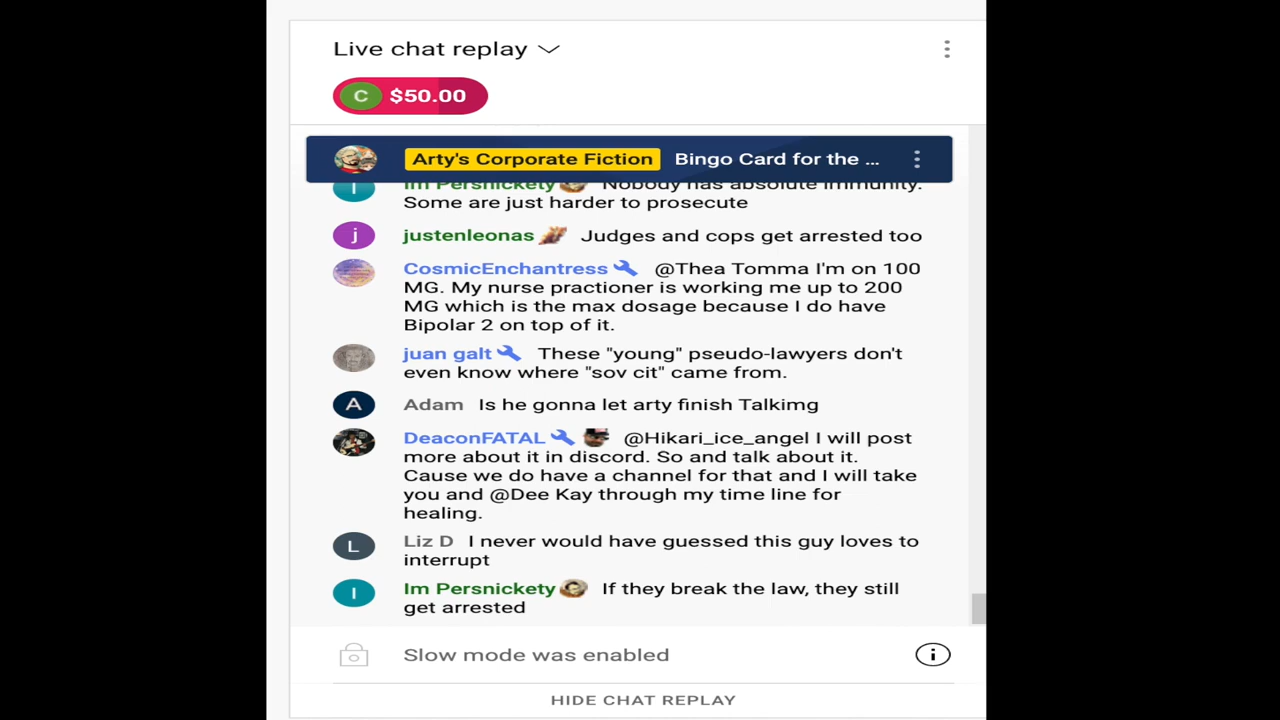 Live chat replay
C $50.00
Arty's Corporate Fiction Bingo Card for the ...
Im Persnickety Nobody has absolute immunity.
Some are just harder to prosecute
j justenleonas Judges and cops get arrested too
CosmicEnchantress @Thea Tomma I'm on 100
MG. My nurse practioner is working me up to 200
MG which is the max dosage because I do have
Bipolar 2 on top of it.
juan galt These "young" pseudo-lawyers don't
even know where "sov cit" came from.
A Adam Is he gonna let arty finish Talkimg
DeaconFATAL @Hikari_ice_angel I will post
more about it in discord. So and talk about it.
Cause we do have a channel for that and I will take
you and @Dee Kay through my time line for
healing.
L Liz D I never would have guessed this guy loves to
interrupt
I Im Persnickety If they break the law, they still
get arrested
Slow mode was enabled
HIDE CHAT REPLAY